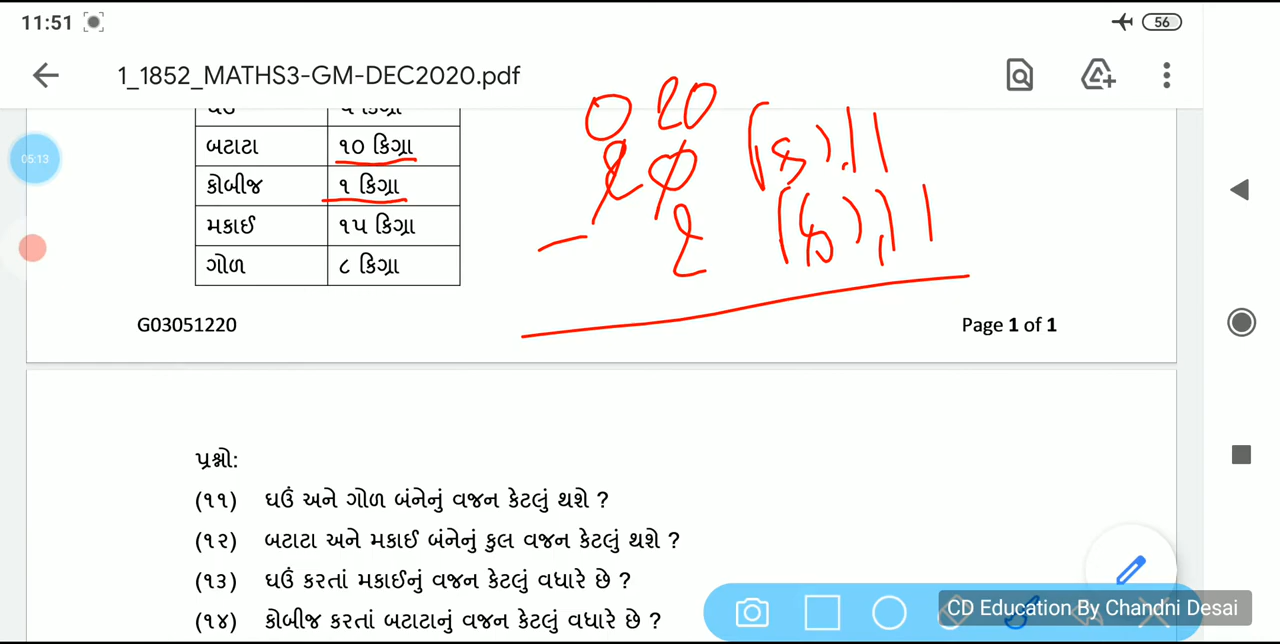 11:51
56
1_1852_MATHS3-GM-DEC2020.pdf
બટાટા ૧૦ કિગ્રા
કોબીજ ૧ કિગ્રા
મકાઈ ૧૫ કિગ્રા
ગોળ ૮ કિગ્રા
05:13
G03051220
Page 1 of 1
પ્રશ્નો:
(૧૧) ઘઉં અને ગોળ બંનેનું વજન કેટલું થશે ?
(૧૨) બટાટા અને મકાઈ બંનેનું કુલ વજન કેટલું થશે ?
(૧૩) ઘઉં કરતાં મકાઈનું વજન કેટલું વધારે છે ?
(૧૪) કોબીજ કરતાં બટાટાનું વજન કેટલું વધારે છે ?
CD Education By Chandni Desai